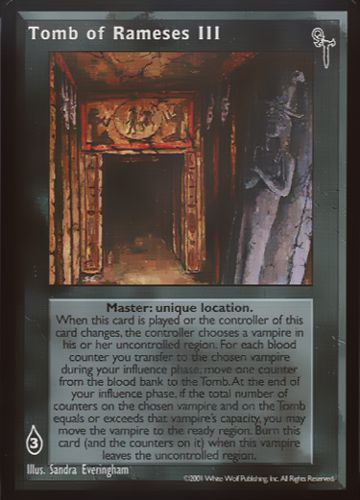 Tomb of Rameses III
Master: unique location.
When this card is played or the controller of this
card changes, the controller chooses a vampire in
his or her uncontrolled region. For each blood
counter you transfer to the chosen vampire
during your influence phase, move one counter
from the blood bank to the Tomb. At the end of
your influence phase, if the total number of
counters on the chosen vampire and on the Tomb
equals or exceeds that vampire's capacity, you may
move the vampire to the ready region. Burn this
card (and the counters on it) when this vampire
leaves the uncontrolled region.
3
Illus. Sandra Everingham
©2001 White Wolf Publishing, Inc. All Rights Reserved.